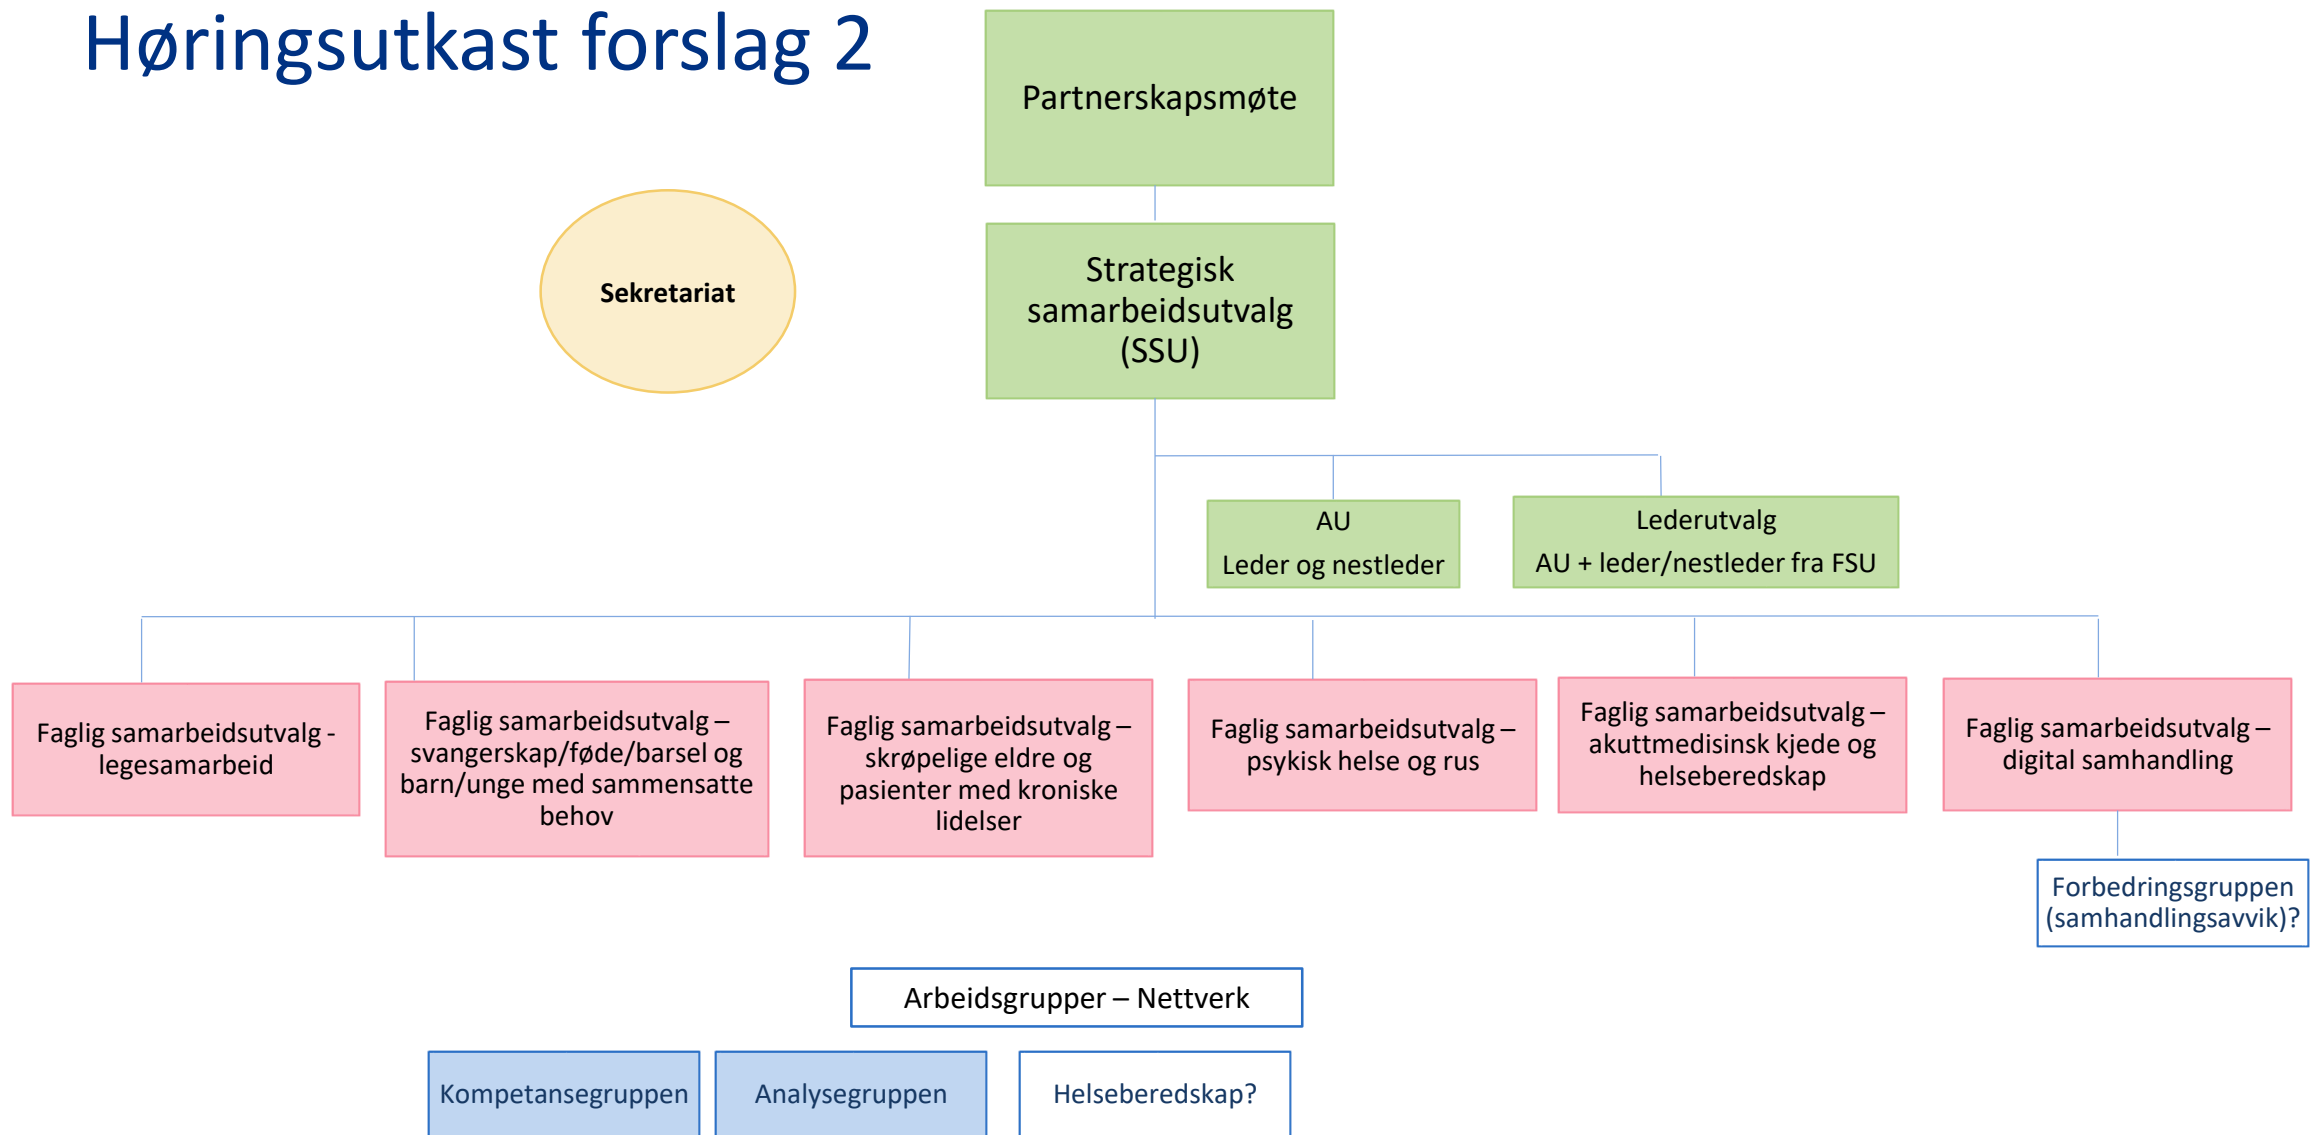 Høringsutkast forslag 2
Partnerskapsmøte
Sekretariat
Strategisk
samarbeidsutvalg
(SSU)
AU
Leder og nestleder
Lederutvalg
AU + leder/nestleder fra FSU
Faglig samarbeidsutvalg -
legesamarbeid
Faglig samarbeidsutvalg –
svangerskap/føde/barsel og
barn/unge med sammensatte
behov
Faglig samarbeidsutvalg –
skrøpelige eldre og
pasienter med kroniske
lidelser
Faglig samarbeidsutvalg –
psykisk helse og rus
Faglig samarbeidsutvalg –
akuttmedisinsk kjede og
helseberedskap
Faglig samarbeidsutvalg –
digital samhandling
Forbedringsgruppen
(samhandlingsavvik)?
Arbeidsgrupper – Nettverk
Kompetansegruppen
Analysegruppen
Helseberedskap?